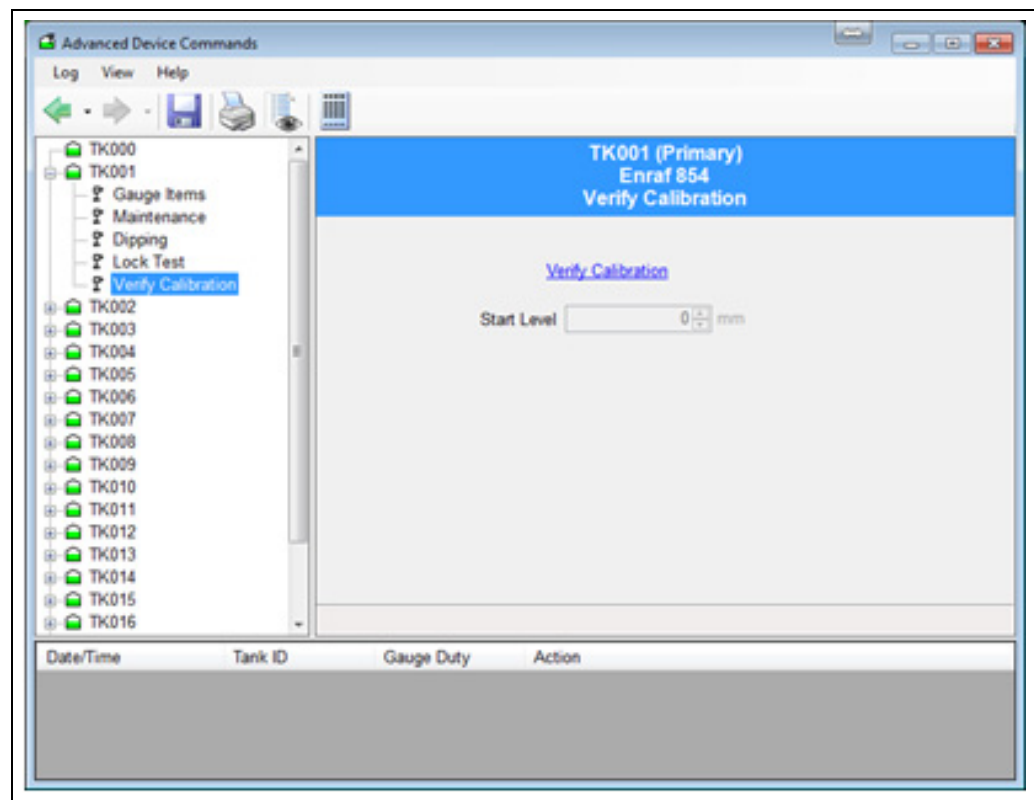 Advanced Device Commands
Log View Help
TK000
TK001
Gauge Items
Maintenance
Dipping
Lock Test
Verify Calibration
TK002
TK003
TK004
TK005
TK006
TK007
TK008
TK009
TK010
TK011
TK012
TK013
TK014
TK015
TK016
TK001 (Primary)
Enraf 854
Verify Calibration
Verify Calibration
Start Level 0 mm
Date/Time Tank ID Gauge Duty Action